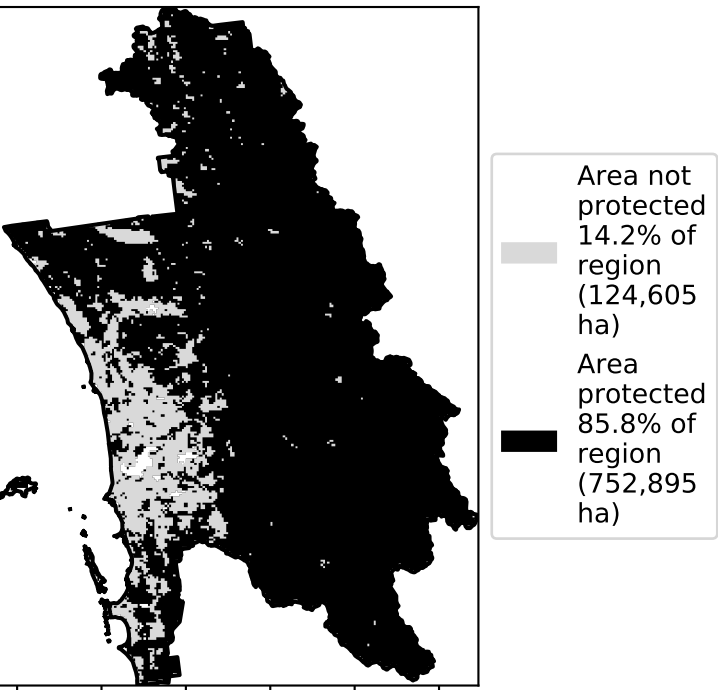 Area not
protected
14.2% of
region
(124,605
ha)
Area
protected
85.8% of
region
(752,895
ha)